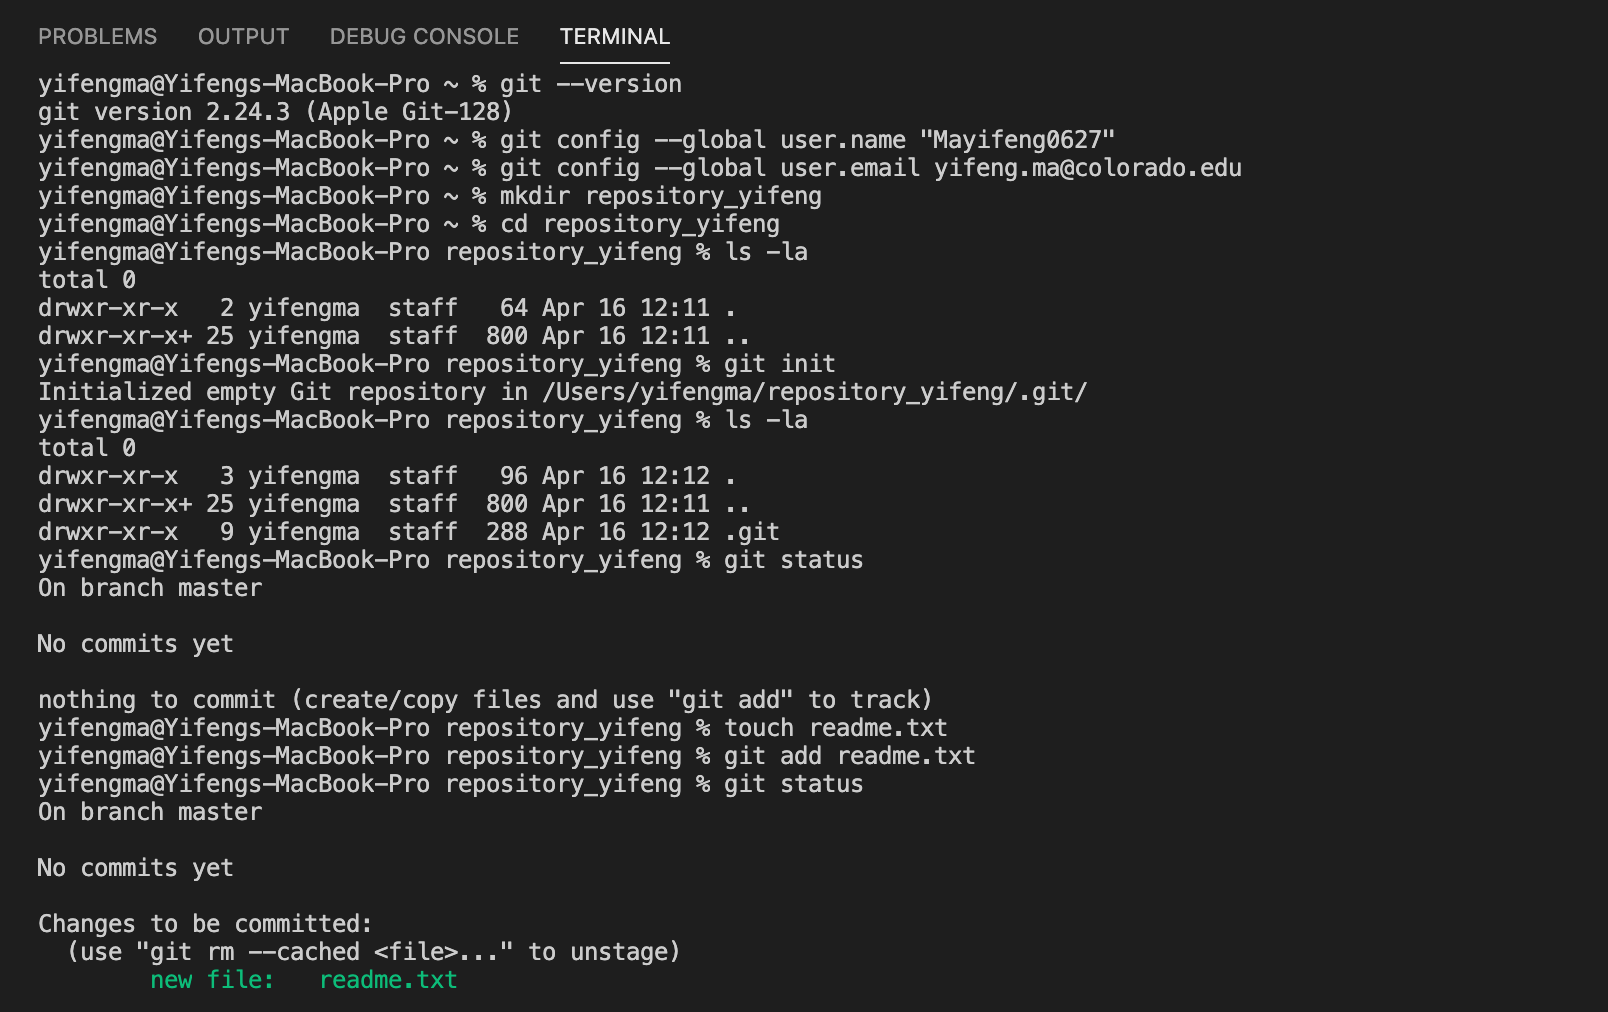 PROBLEMS OUTPUT DEBUG CONSOLE TERMINAL
yifengma@Yifengs-MacBook-Pro ~ % git --version
git version 2.24.3 (Apple Git-128)
yifengma@Yifengs-MacBook-Pro ~ % git config --global user.name "Mayifeng0627"
yifengma@Yifengs-MacBook-Pro ~ % git config --global user.email yifeng.ma@colorado.edu
yifengma@Yifengs-MacBook-Pro ~ % mkdir repository_yifeng
yifengma@Yifengs-MacBook-Pro ~ % cd repository_yifeng
yifengma@Yifengs-MacBook-Pro repository_yifeng % ls -la
total 0
drwxr-xr-x   2 yifengma  staff   64 Apr 16 12:11 .
drwxr-xr-x+ 25 yifengma  staff  800 Apr 16 12:11 ..
yifengma@Yifengs-MacBook-Pro repository_yifeng % git init
Initialized empty Git repository in /Users/yifengma/repository_yifeng/.git/
yifengma@Yifengs-MacBook-Pro repository_yifeng % ls -la
total 0
drwxr-xr-x   3 yifengma  staff   96 Apr 16 12:12 .
drwxr-xr-x+ 25 yifengma  staff  800 Apr 16 12:11 ..
drwxr-xr-x   9 yifengma  staff  288 Apr 16 12:12 .git
yifengma@Yifengs-MacBook-Pro repository_yifeng % git status
On branch master
No commits yet
nothing to commit (create/copy files and use "git add" to track)
yifengma@Yifengs-MacBook-Pro repository_yifeng % touch readme.txt
yifengma@Yifengs-MacBook-Pro repository_yifeng % git add readme.txt
yifengma@Yifengs-MacBook-Pro repository_yifeng % git status
On branch master
No commits yet
Changes to be committed:
  (use "git rm --cached <file>..." to unstage)
        new file:   readme.txt